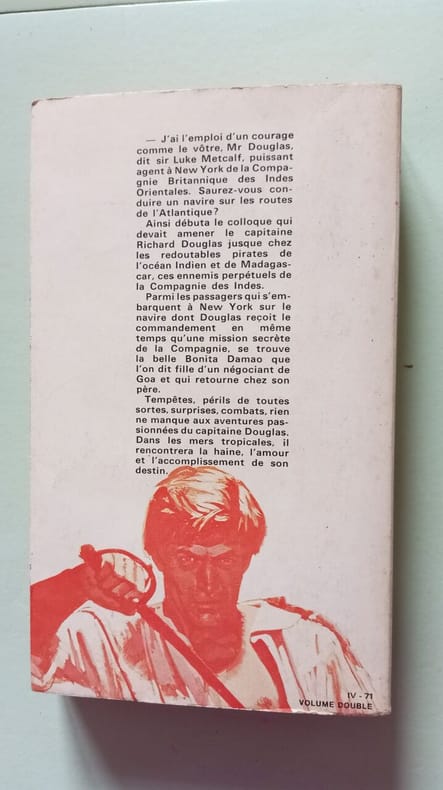 — J'ai l'emploi d'un courage
comme le vôtre, Mr Douglas,
dit sir Luke Metcalf, puissant
agent à New York de la Compa-
gnie Britannique des Indes
Orientales. Saurez-vous con-
duire un navire sur les routes
de l'Atlantique?
Ainsi débuta le colloque qui
devait amener le capitaine
Richard Douglas jusque chez
les redoutables pirates de
l'océan Indien et de Madagas-
car, ces ennemis perpétuels de
la Compagnie des Indes.
Parmi les passagers qui s'em-
barquent à New York sur le
navire dont Douglas reçoit le
commandement en même
temps qu'une mission secrète
de la Compagnie, se trouve
la belle Bonita Damao que
l'on dit fille d'un négociant de
Goa et qui retourne chez son
père.
Tempêtes, périls de toutes
sortes, surprises, combats, rien
ne manque aux aventures pas-
sionnées du capitaine Douglas.
Dans les mers tropicales, il
rencontrera la haine, l'amour
et l'accomplissement de son
destin.
IV - 71
VOLUME DOUBLE